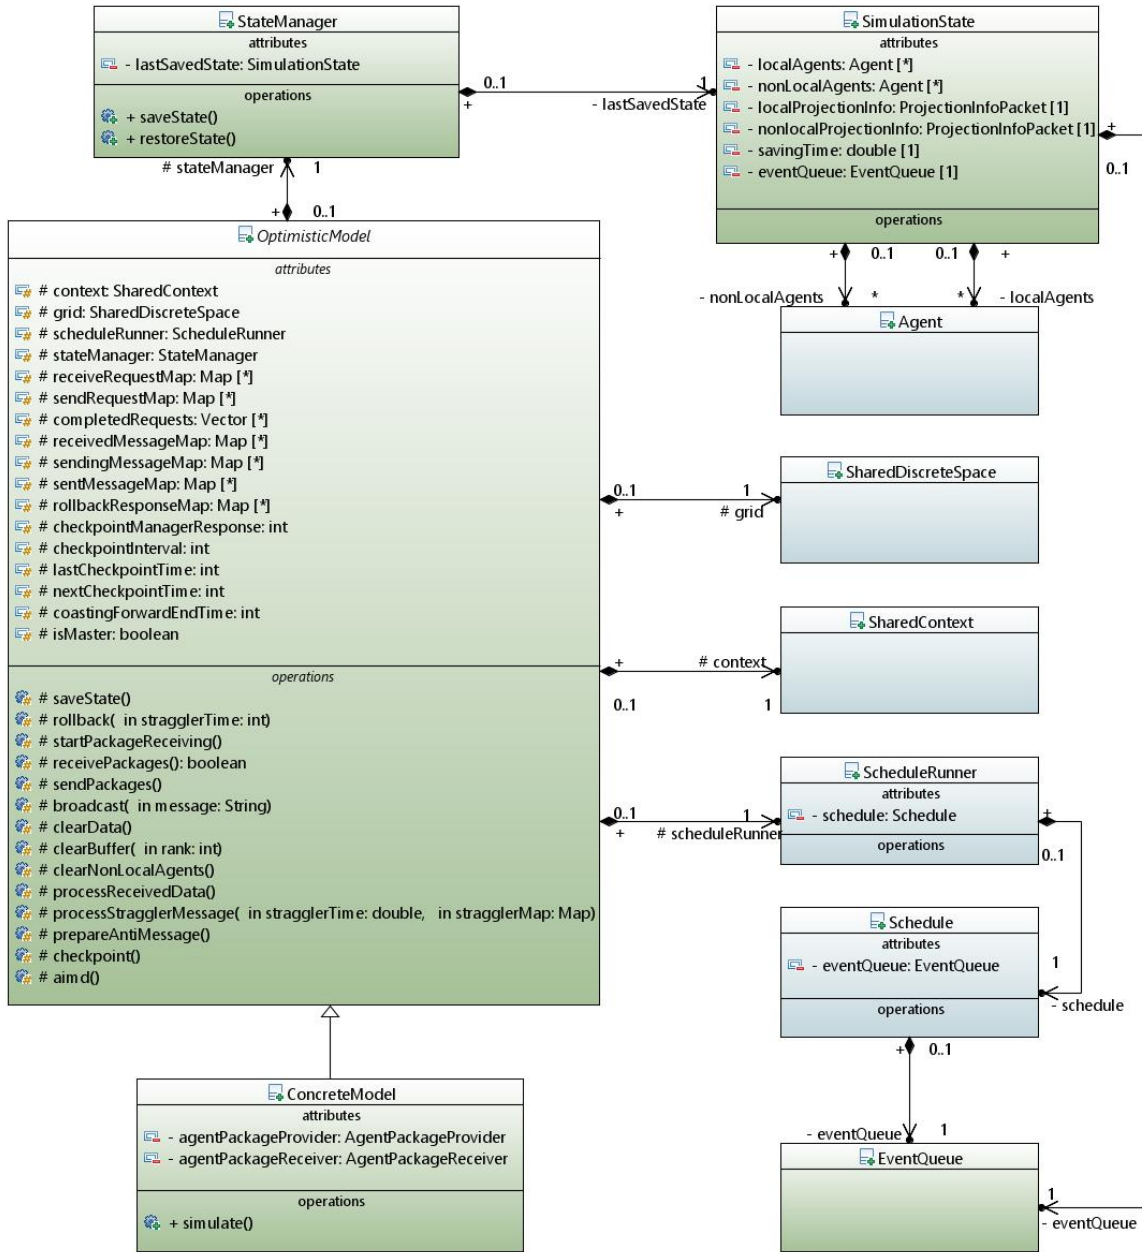 StateManager
attributes
- lastSavedState: SimulationState
operations
+ saveState()
+ restoreState()
0..1
+
1
- lastSavedState
SimulationState
attributes
- localAgents: Agent [*]
- nonLocalAgents: Agent [*]
- localProjectionInfo: ProjectionInfoPacket [1]
- nonlocalProjectionInfo: ProjectionInfoPacket [1]
- savingTime: double [1]
- eventQueue: EventQueue [1]
operations
+
0..1
# stateManager
1
+
0..1
+
0..1
0..1
+
- nonLocalAgents
*
*
- localAgents
Agent
OptimisticModel
attributes
# context: SharedContext
# grid: SharedDiscreteSpace
# scheduleRunner: ScheduleRunner
# stateManager: StateManager
# receiveRequestMap: Map [*]
# sendRequestMap: Map [*]
# completedRequests: Vector [*]
# receivedMessageMap: Map [*]
# sendingMessageMap: Map [*]
# sentMessageMap: Map [*]
# rollbackResponseMap: Map [*]
# checkpointManagerResponse: int
# checkpointInterval: int
# lastCheckpointTime: int
# nextCheckpointTime: int
# coastingForwardEndTime: int
# isMaster: boolean
operations
# saveState()
# rollback( in stragglerTime: int)
# startPackageReceiving()
# receivePackages(): boolean
# sendPackages()
# broadcast( in message: String)
# clearData()
# clearBuffer( in rank: int)
# clearNonLocalAgents()
# processReceivedData()
# processStragglerMessage( in stragglerTime: double, in stragglerMap: Map)
# prepareAntiMessage()
# checkpoint()
# aimd()
0..1
+
1
# grid
SharedDiscreteSpace
+
0..1
# context
1
SharedContext
0..1
+
1
# scheduleRunner
ScheduleRunner
attributes
- schedule: Schedule
operations
+
0..1
Schedule
attributes
- eventQueue: EventQueue
operations
1
- schedule
+
0..1
- eventQueue
1
EventQueue
1
- eventQueue
ConcreteModel
attributes
- agentPackageProvider: AgentPackageProvider
- agentPackageReceiver: AgentPackageReceiver
operations
+ simulate()